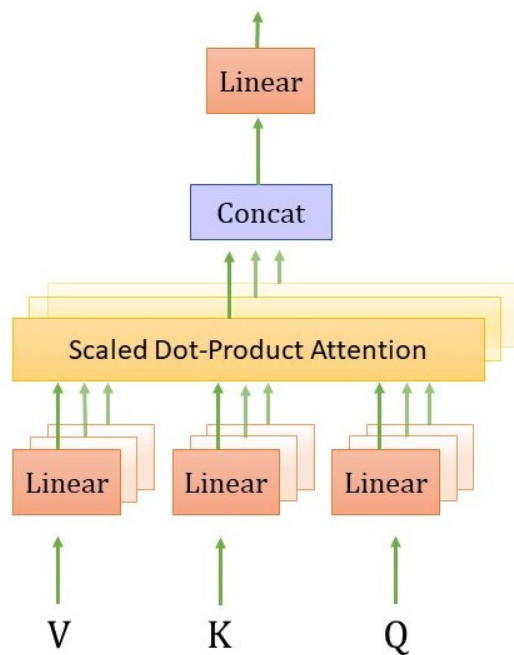 Linear
Concat
Scaled Dot-Product Attention
Linear Linear Linear
V K Q